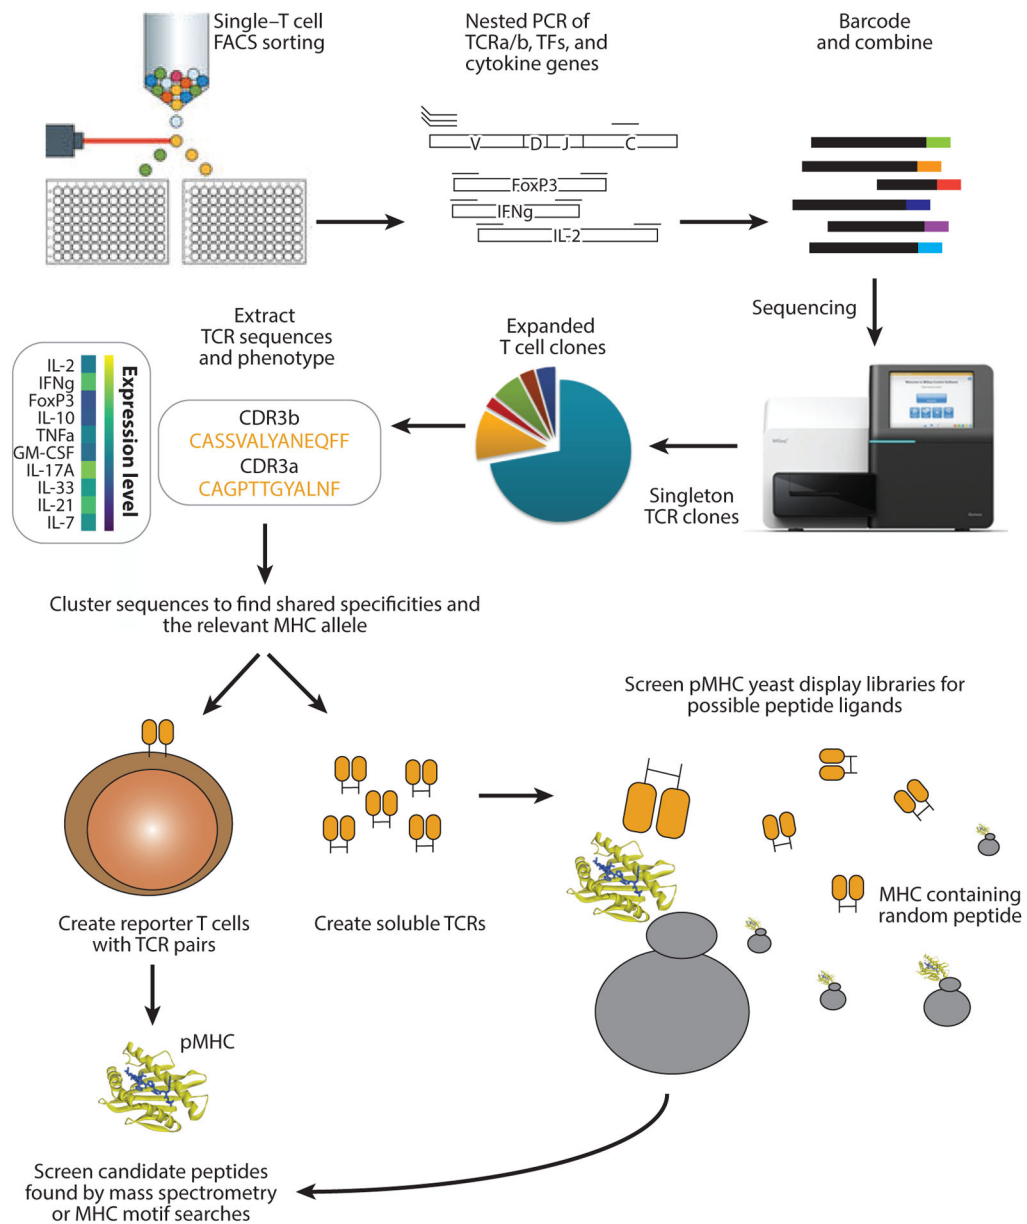 Single–T cell
FACS sorting
Nested PCR of
TCRa/b, TFs, and
cytokine genes
Barcode
and combine
V
D
J
C
FoxP3
IFNg
IL-2
Sequencing
Extract
TCR sequences
and phenotype
Expanded
T cell clones
Singleton
TCR clones
IL-2
IFNg
FoxP3
IL-10
TNFa
GM-CSF
IL-17A
IL-33
IL-21
IL-7
Expression level
CDR3b
CASSVALYANEQFF
CDR3a
CAGPTTGYALNF
Cluster sequences to find shared specificities and
the relevant MHC allele
Screen pMHC yeast display libraries for
possible peptide ligands
Create reporter T cells
with TCR pairs
Create soluble TCRs
MHC containing
random peptide
pMHC
Screen candidate peptides
found by mass spectrometry
or MHC motif searches